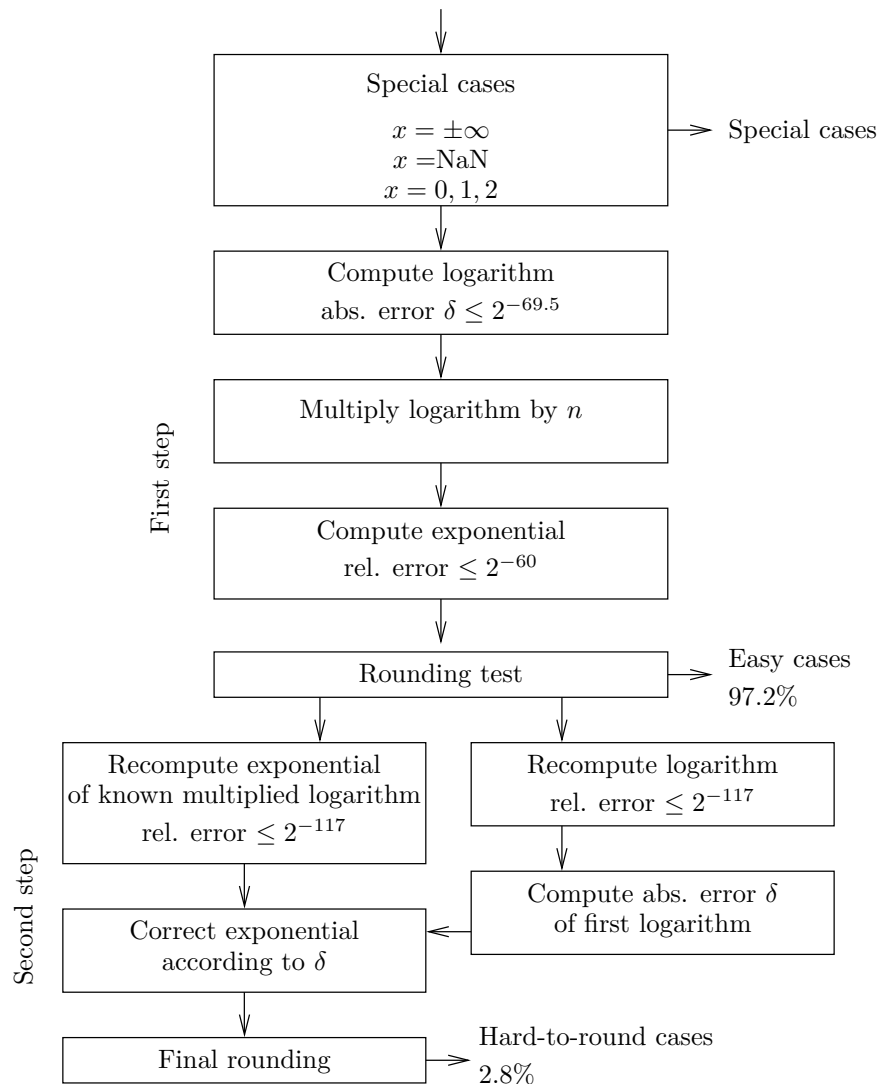 Special cases
x = ±∞
x =NaN
x = 0, 1, 2
Special cases
Compute logarithm
abs. error δ ≤ 2^{−69.5}
Multiply logarithm by n
First step
Compute exponential
rel. error ≤ 2^{−60}
Rounding test
Easy cases
97.2%
Recompute exponential
of known multiplied logarithm
rel. error ≤ 2^{−117}
Recompute logarithm
rel. error ≤ 2^{−117}
Second step
Compute abs. error δ
of first logarithm
Correct exponential
according to δ
Final rounding
Hard-to-round cases
2.8%